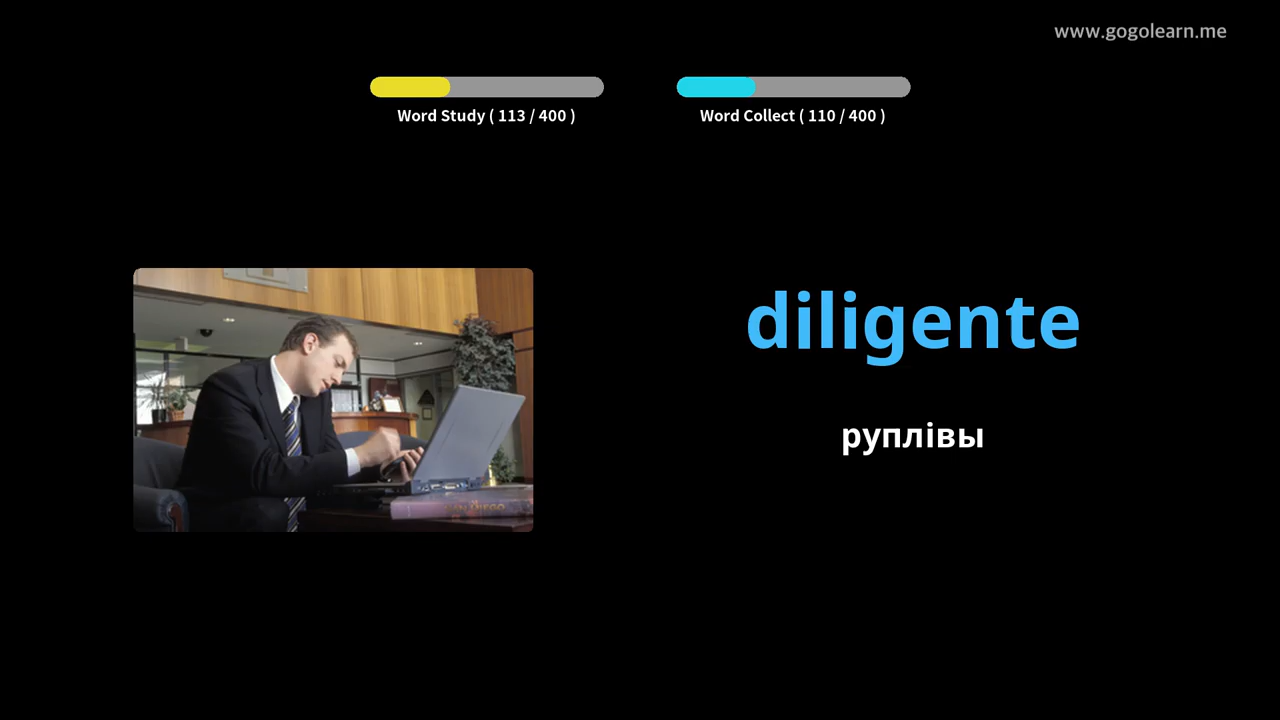 www.gogolearn.me
Word Study ( 113 / 400 )
Word Collect ( 110 / 400 )
diligente
руплівы